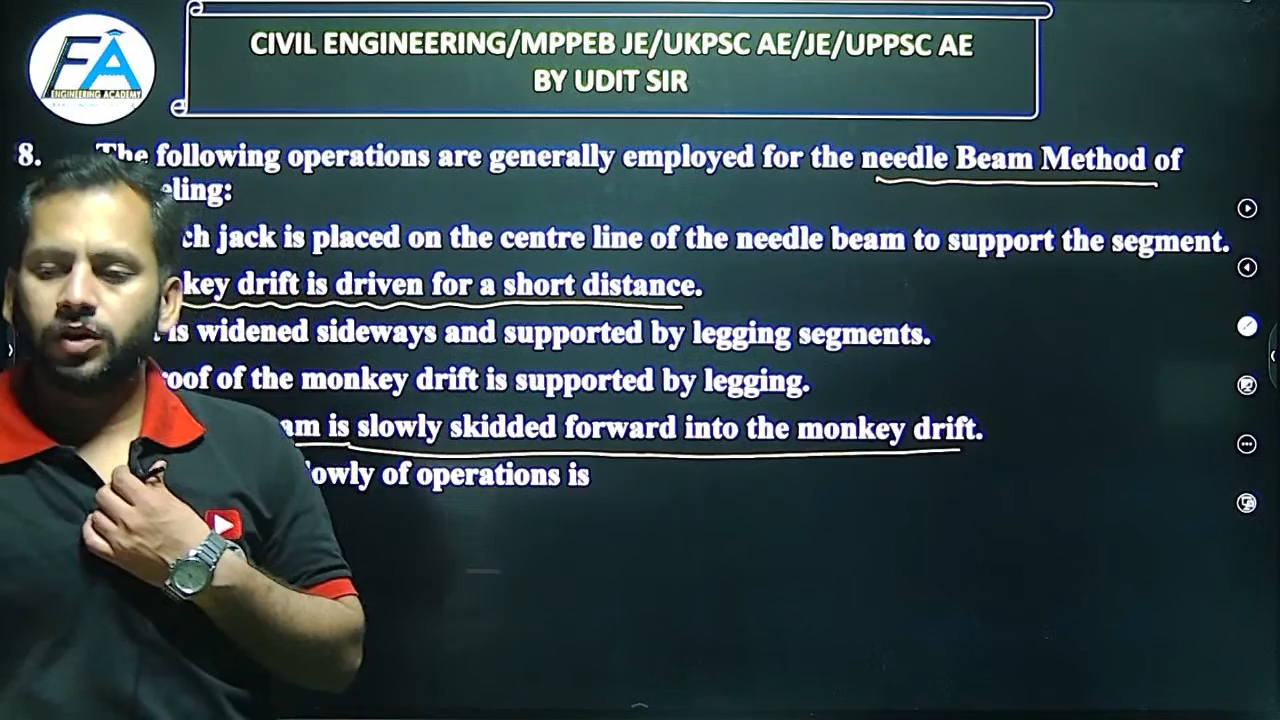 FA
ENGINEERING ACADEMY
CIVIL ENGINEERING/MPPEB JE/UKPSC AE/JE/UPPSC AE
BY UDIT SIR
8. The following operations are generally employed for the needle Beam Method of
eling:
ch jack is placed on the centre line of the needle beam to support the segment.
key drift is driven for a short distance.
is widened sideways and supported by legging segments.
roof of the monkey drift is supported by legging.
am is slowly skidded forward into the monkey drift.
lowly of operations is